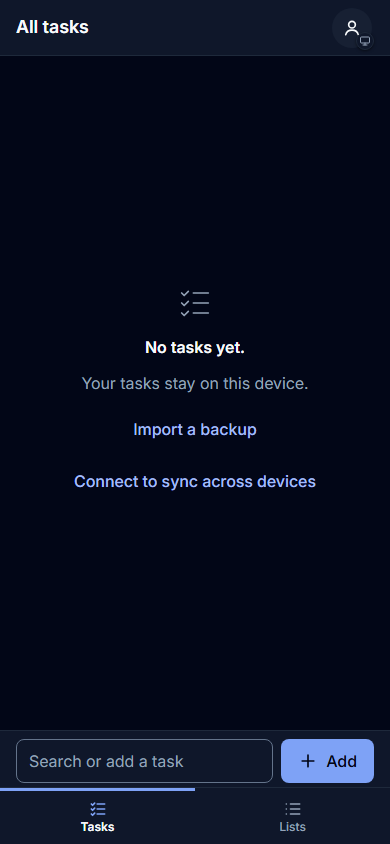 All tasks
No tasks yet.
Your tasks stay on this device.
Import a backup
Connect to sync across devices
Search or add a task
Add
Tasks
Lists